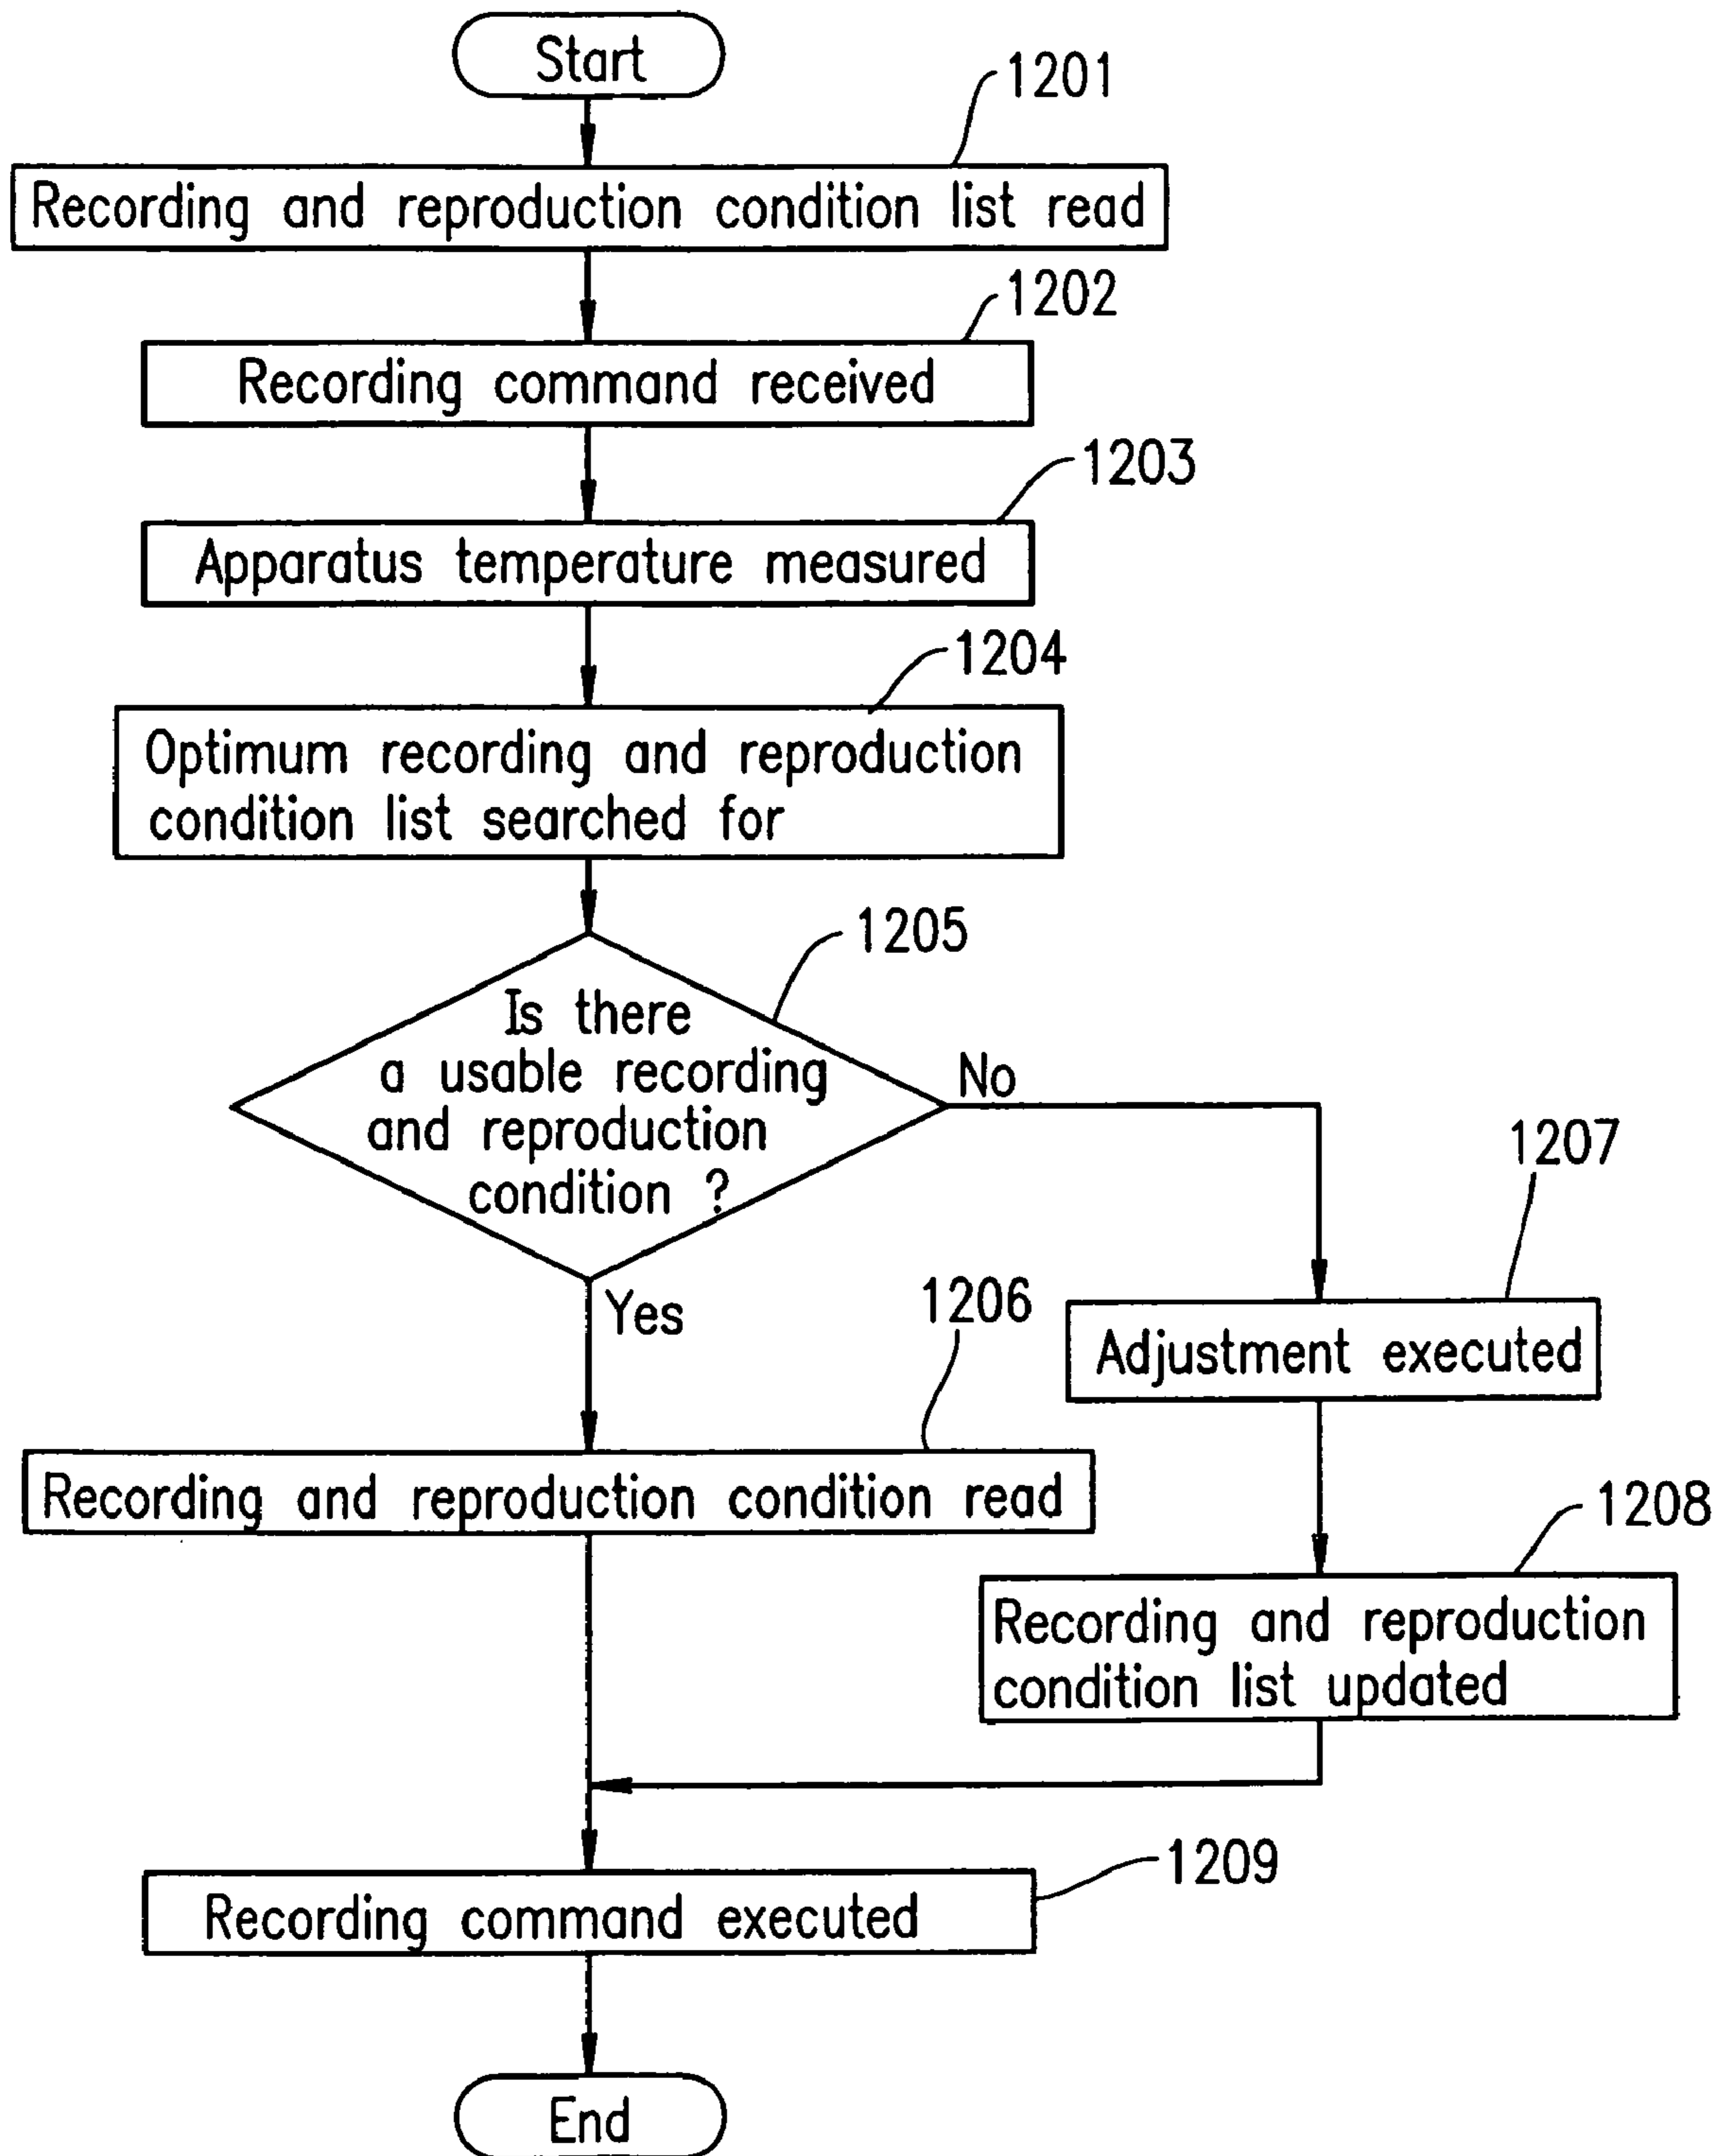 Start
1201
Recording and reproduction condition list read
1202
Recording command received
1203
Apparatus temperature measured
1204
Optimum recording and reproduction
condition list searched for
1205
Is there
a usable recording
and reproduction
condition ?
No
Yes
1207
Adjustment executed
1206
Recording and reproduction condition read
1208
Recording and reproduction
condition list updated
1209
Recording command executed
End